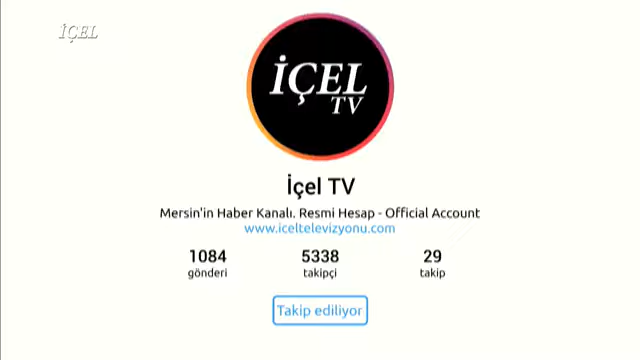 İÇEL
İÇEL
TV
İçel TV
Mersin'in Haber Kanalı. Resmi Hesap - Official Account
www.iceltelevizyonu.com
1084 5338 29
gönderi takipçi takip
Takip ediliyor